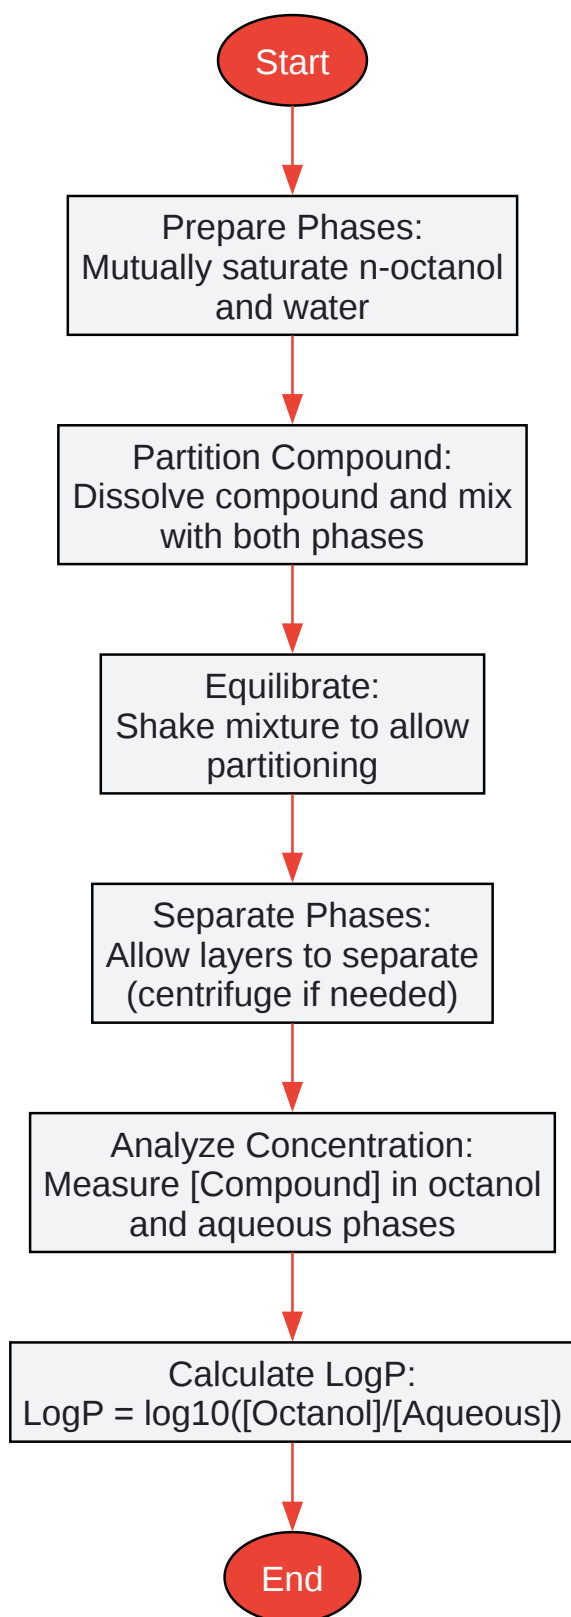 Start
Prepare Phases:
Mutually saturate n-octanol
and water
Partition Compound:
Dissolve compound and mix
with both phases
Equilibrate:
Shake mixture to allow
partitioning
Separate Phases:
Allow layers to separate
(centrifuge if needed)
Analyze Concentration:
Measure [Compound] in octanol
and aqueous phases
Calculate LogP:
LogP = log10([Octanol]/[Aqueous])
End